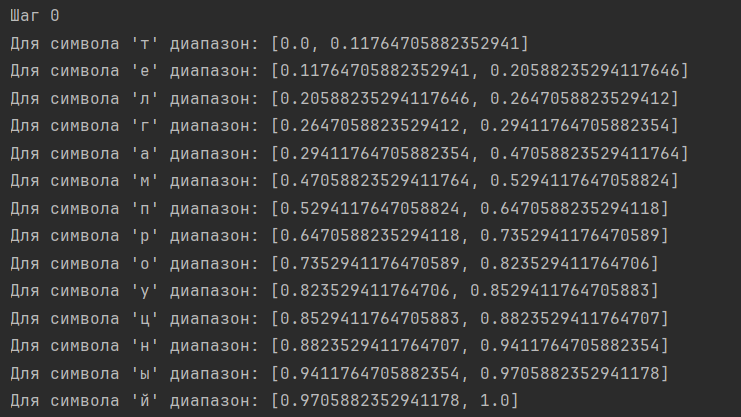 Шаг 0
Для символа 'т' диапазон: [0.0, 0.11764705882352941]
Для символа 'е' диапазон: [0.11764705882352941, 0.20588235294117646]
Для символа 'л' диапазон: [0.20588235294117646, 0.2647058823529412]
Для символа 'г' диапазон: [0.2647058823529412, 0.29411764705882354]
Для символа 'а' диапазон: [0.29411764705882354, 0.47058823529411764]
Для символа 'м' диапазон: [0.47058823529411764, 0.5294117647058824]
Для символа 'п' диапазон: [0.5294117647058824, 0.6470588235294118]
Для символа 'р' диапазон: [0.6470588235294118, 0.7352941176470589]
Для символа 'о' диапазон: [0.7352941176470589, 0.823529411764706]
Для символа 'у' диапазон: [0.823529411764706, 0.8529411764705883]
Для символа 'ц' диапазон: [0.8529411764705883, 0.8823529411764707]
Для символа 'н' диапазон: [0.8823529411764707, 0.9411764705882354]
Для символа 'ы' диапазон: [0.9411764705882354, 0.9705882352941178]
Для символа 'й' диапазон: [0.9705882352941178, 1.0]